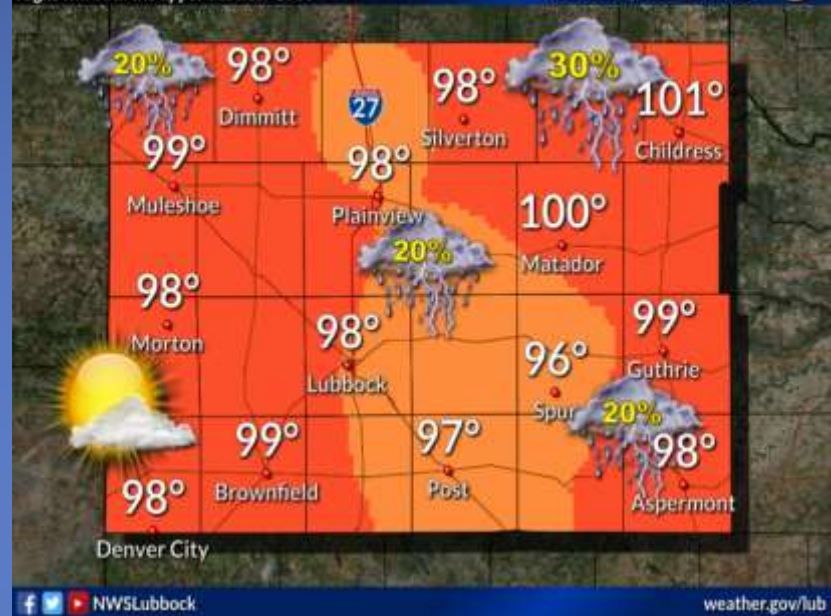 20%
98°
Dimmitt
27
98°
Silverton
30%
101°
Childress
99°
Muleshoe
98°
Plainview
20%
100°
Matador
98°
Morton
98°
Lubbock
96°
Spur
99°
Guthrie
20%
98°
Aspermont
99°
Brownfield
97°
Post
98°
Denver City
NWSLubbock
weather.gov/lub